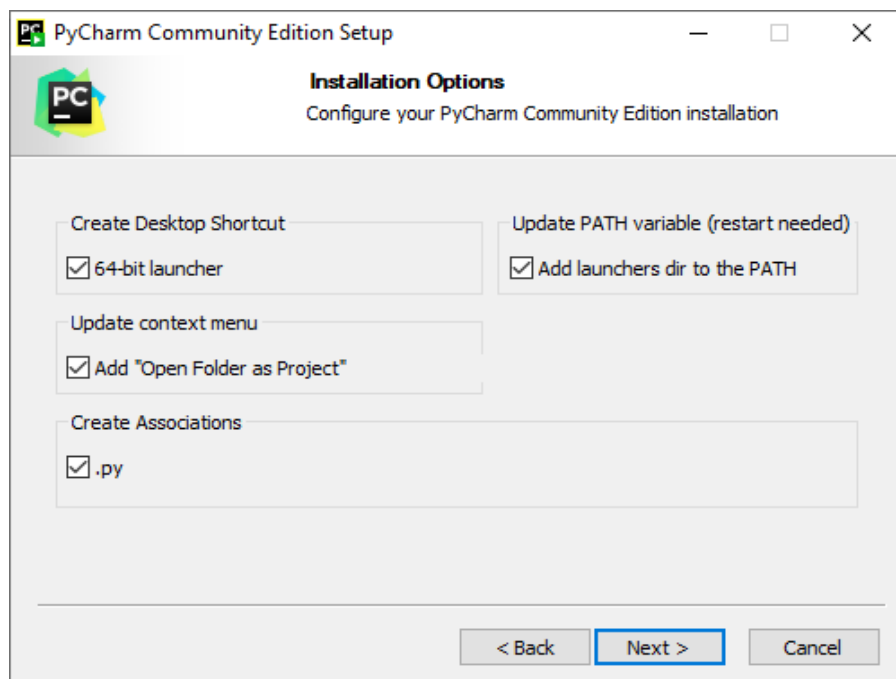 PyCharm Community Edition Setup
PC
Installation Options
Configure your PyCharm Community Edition installation
Create Desktop Shortcut
64-bit launcher
Update PATH variable (restart needed)
Add launchers dir to the PATH
Update context menu
Add "Open Folder as Project"
Create Associations
.py
< Back
Next >
Cancel